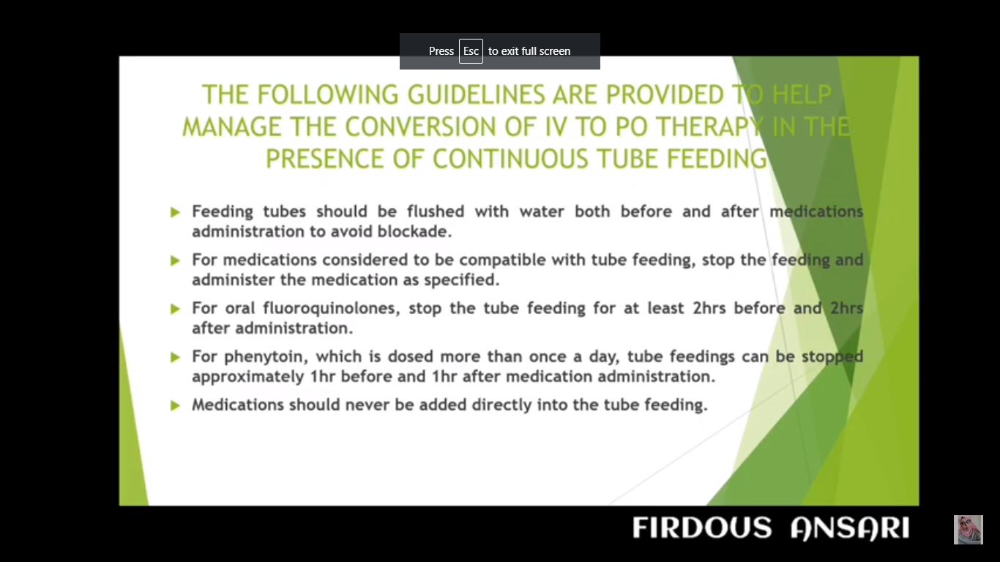 Press Esc to exit full screen
THE FOLLOWING GUIDELINES ARE PROVIDED TO HELP
MANAGE THE CONVERSION OF IV TO PO THERAPY IN THE
PRESENCE OF CONTINUOUS TUBE FEEDING
Feeding tubes should be flushed with water both before and after medications
administration to avoid blockade.
For medications considered to be compatible with tube feeding, stop the feeding and
administer the medication as specified.
For oral fluoroquinolones, stop the tube feeding for at least 2hrs before and 2hrs
after administration.
For phenytoin, which is dosed more than once a day, tube feedings can be stopped
approximately 1hr before and 1hr after medication administration.
Medications should never be added directly into the tube feeding.
FIRDOUS ANSARI